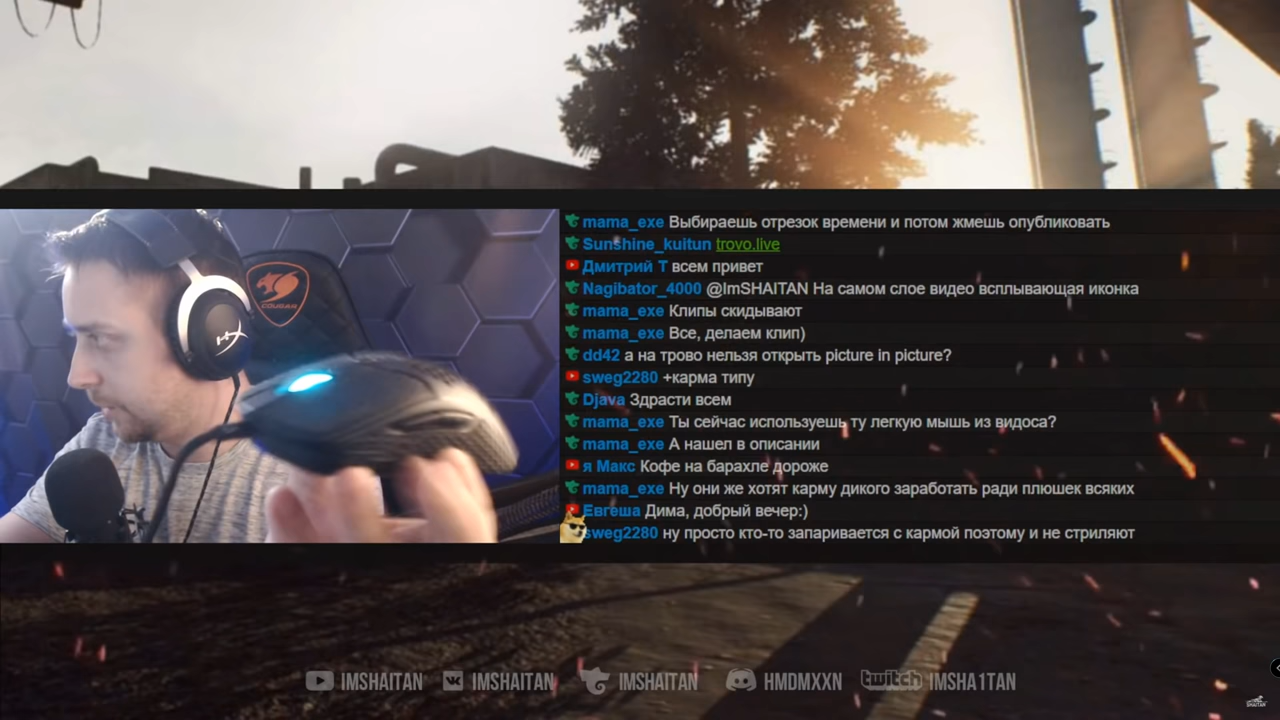 COUGAR
HX
mama_exe Выбираешь отрезок времени и потом жмешь опубликовать
Sunshine_kuitun trovo.live
Дмитрий Т всем привет
Nagibator_4000 @ImSHAITAN На самом слое видео всплывающая иконка
mama_exe Клипы скидывают
mama_exe Все, делаем клип)
dd42 а на трово нельзя открыть picture in picture?
sweg2280 +карма типу
Djava Здрасти всем
mama_exe Ты сейчас используешь ту легкую мышь из видоса?
mama_exe А нашел в описании
я Макс Кофе на барахле дороже
mama_exe Ну они же хотят карму дикого заработать ради плюшек всяких
Евгеша Дима, добрый вечер:)
sweg2280 ну просто кто-то запаривается с кармой поэтому и не стриляют
IMSHAITAN IMSHAITAN IMSHAITAN HMDMXXN twitch IMSHA1TAN
SHAITAN